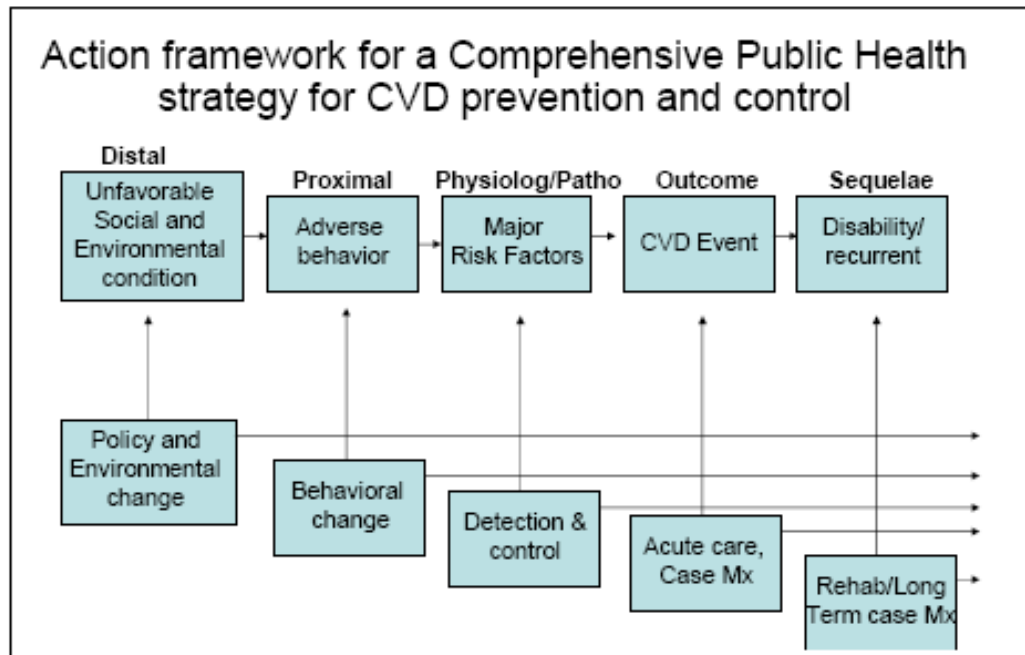 Action framework for a Comprehensive Public Health
strategy for CVD prevention and control
Distal
Unfavorable
Social and
Environmental
condition
Proximal
Adverse
behavior
Physiolog/Patho
Major
Risk Factors
Outcome
CVD Event
Sequelae
Disability/
recurrent
Policy and
Environmental
change
Behavioral
change
Detection &
control
Acute care,
Case Mx
Rehab/Long
Term case Mx